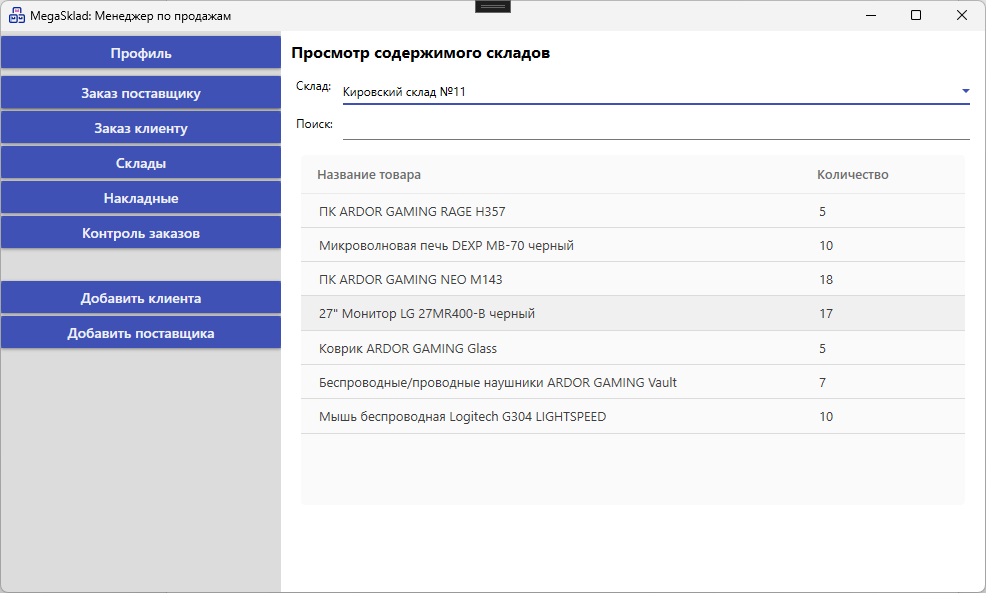 MegaSklad: Менеджер по продажам
Профиль
Заказ поставщику
Заказ клиенту
Склады
Накладные
Контроль заказов
Добавить клиента
Добавить поставщика
Просмотр содержимого складов
Склад: Кировский склад №11
Поиск:
Название товара Количество
ПК ARDOR GAMING RAGE H357 5
Микроволновая печь DEXP MB-70 черный 10
ПК ARDOR GAMING NEO M143 18
27" Монитор LG 27MR400-B черный 17
Коврик ARDOR GAMING Glass 5
Беспроводные/проводные наушники ARDOR GAMING Vault 7
Мышь беспроводная Logitech G304 LIGHTSPEED 10